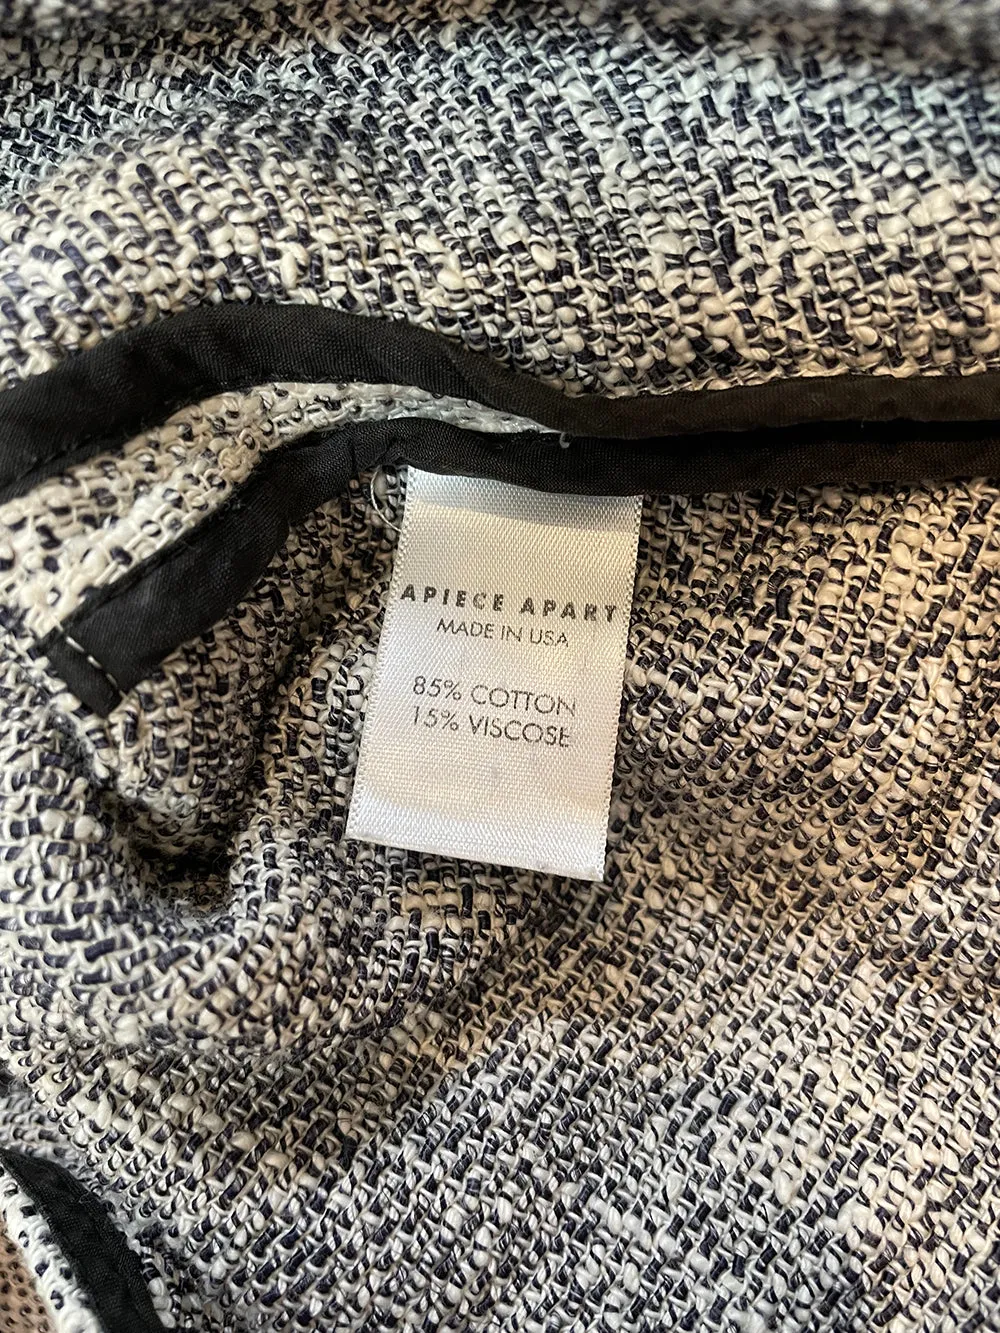 APIECE APART
MADE IN USA
85% COTTON
15% VISCOSE